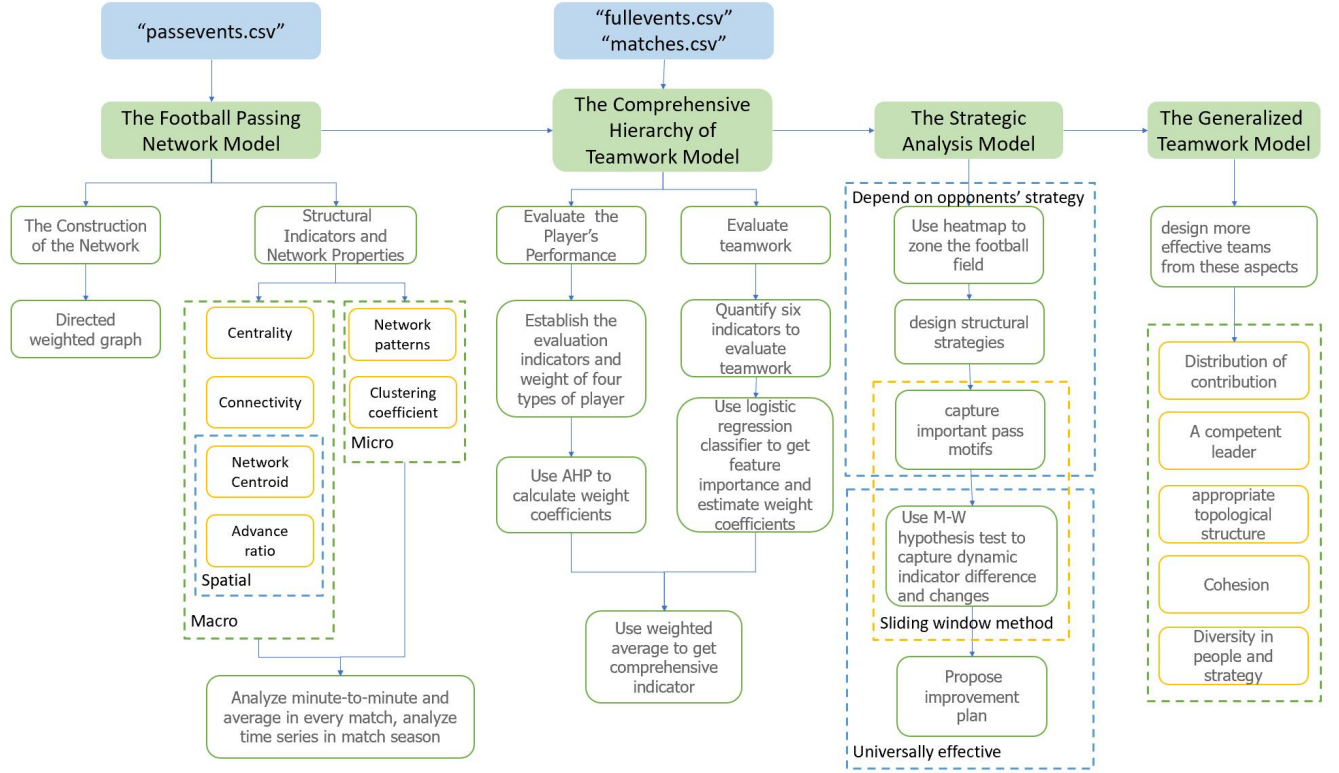 “passevents.csv”
“fullevents.csv”
“matches.csv”
The Football Passing
Network Model
The Comprehensive
Hierarchy of
Teamwork Model
The Strategic
Analysis Model
The Generalized
Teamwork Model
The Construction
of the Network
Directed
weighted graph
Structural
Indicators and
Network Properties
Centrality
Connectivity
Network
Centroid
Advance
ratio
Spatial
Macro
Network
patterns
Clustering
coefficient
Micro
Analyze minute-to-minute and
average in every match, analyze
time series in match season
Evaluate the
Player’s
Performance
Establish the
evaluation
indicators and
weight of four
types of player
Use AHP to
calculate weight
coefficients
Evaluate
teamwork
Quantify six
indicators to
evaluate
teamwork
Use logistic
regression
classifier to get
feature
importance and
estimate weight
coefficients
Use weighted
average to get
comprehensive
indicator
Depend on opponents’ strategy
Use heatmap to
zone the football
field
design structural
strategies
capture
important pass
motifs
Use M-W
hypothesis test to
capture dynamic
indicator difference
and changes
Sliding window method
Propose
improvement
plan
Universally effective
design more
effective teams
from these aspects
Distribution of
contribution
A competent
leader
appropriate
topological
structure
Cohesion
Diversity in
people and
strategy